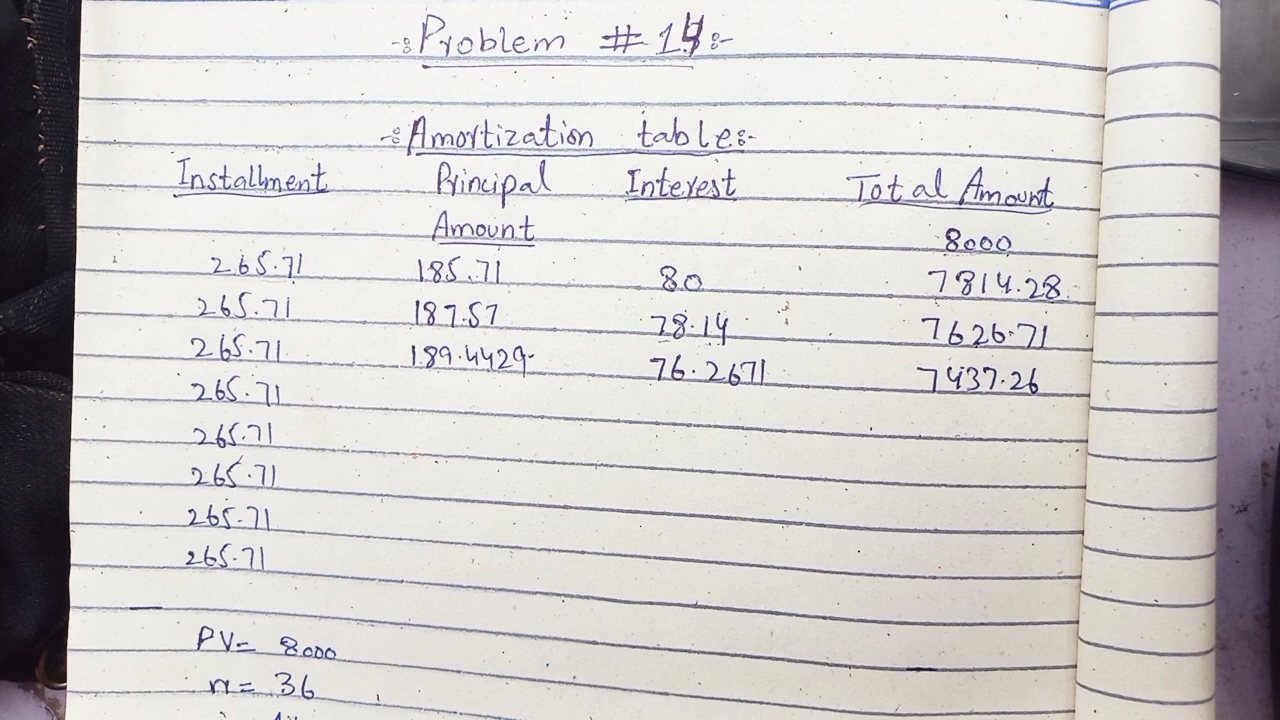 -:Problem # 14:-
-:Amortization table:-
Installment Principal Interest Total Amount
Amount 8000
265.71 185.71 80 7814.28
265.71 187.57 78.14 7626.71
265.71 189.4429 76.2671 7437.26
265.71
265.71
265.71
265.71
265.71
PV= 8000
n= 36